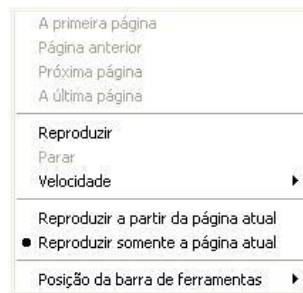 A primeira página
Página anterior
Próxima página
A última página
Reproduzir
Parar
Velocidade
Reproduzir a partir da página atual
Reproduzir somente a página atual
Posição da barra de ferramentas